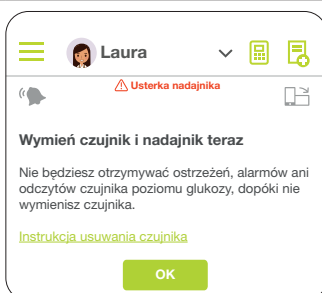 Laura
Usterka nadajnika
Wymień czujnik i nadajnik teraz
Nie będziesz otrzymywać ostrzeżeń, alarmów ani
odczytów czujnika poziomu glukozy, dopóki nie
wymienisz czujnika.
Instrukcja usuwania czujnika
OK